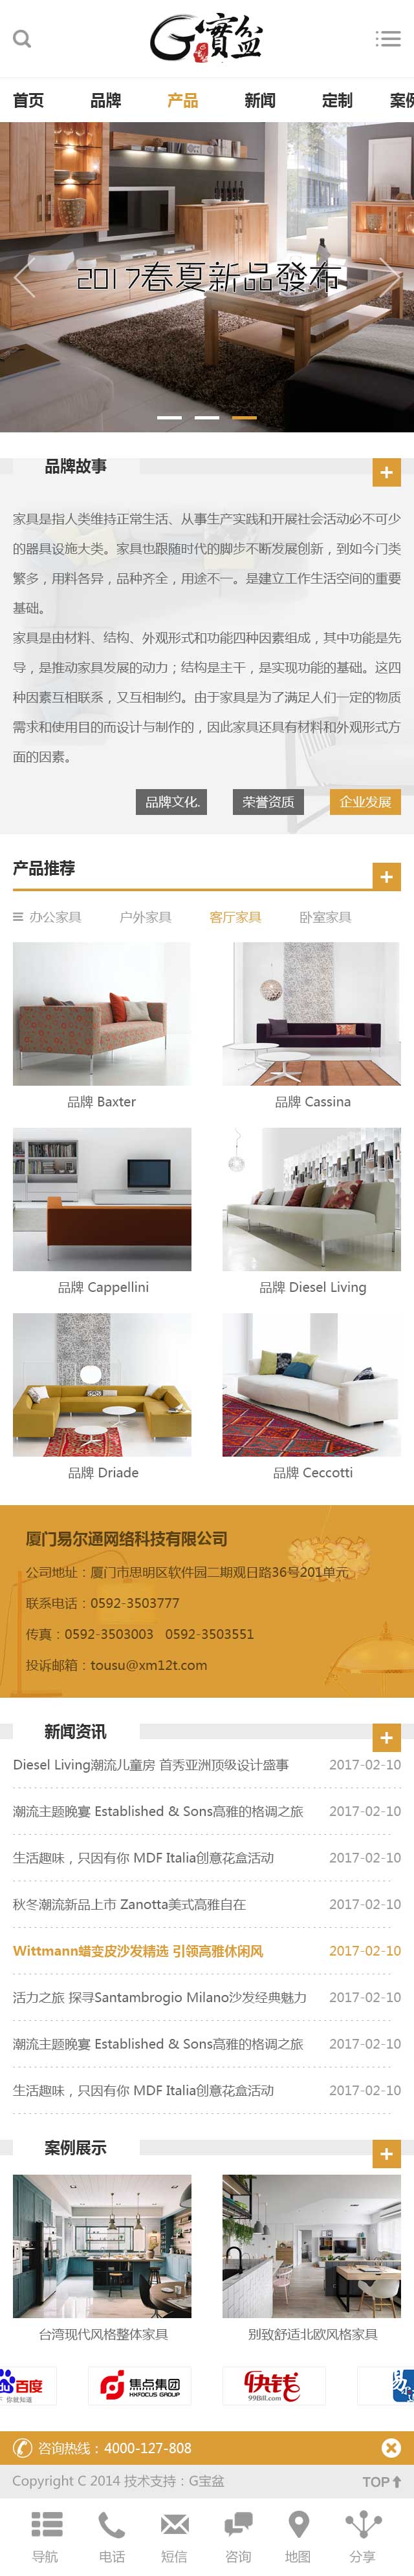 G寶盆
首页 品牌 产品 新闻 定制 案例
2017春夏新品發布
品牌故事 +
家具是指人类维持正常生活、从事生产实践和开展社会活动必不可少
的器具设施大类。家具也跟随时代的脚步不断发展创新，到如今门类
繁多，用料各异，品种齐全，用途不一。是建立工作生活空间的重要
基础。
家具是由材料、结构、外观形式和功能四种因素组成，其中功能是先
导，是推动家具发展的动力；结构是主干，是实现功能的基础。这四
种因素互相联系，又互相制约。由于家具是为了满足人们一定的物质
需求和使用目的而设计与制作的，因此家具还具有材料和外观形式方
面的因素。
品牌文化. 荣誉资质 企业发展
产品推荐 +
办公家具 户外家具 客厅家具 卧室家具
品牌 Baxter 品牌 Cassina
品牌 Cappellini 品牌 Diesel Living
品牌 Driade 品牌 Ceccotti
厦门易尔通网络科技有限公司
公司地址：厦门市思明区软件园二期观日路36号201单元
联系电话：0592-3503777
传真：0592-3503003 0592-3503551
投诉邮箱：tousu@xm12t.com
新闻资讯 +
Diesel Living潮流儿童房 首秀亚洲顶级设计盛事 2017-02-10
潮流主题晚宴 Established & Sons高雅的格调之旅 2017-02-10
生活趣味，只因有你 MDF Italia创意花盒活动 2017-02-10
秋冬潮流新品上市 Zanotta美式高雅自在 2017-02-10
Wittmann蜡变皮沙发精选 引领高雅休闲风 2017-02-10
活力之旅 探寻Santambrogio Milano沙发经典魅力 2017-02-10
潮流主题晚宴 Established & Sons高雅的格调之旅 2017-02-10
生活趣味，只因有你 MDF Italia创意花盒活动 2017-02-10
案例展示 +
台湾现代风格整体家具 别致舒适北欧风格家具
百度 焦点集团 快钱 易
下 你就知道 HXFOCUS GROUP 99Bill.com
咨询热线：4000-127-808
Copyright C 2014 技术支持：G宝盆 TOP
导航 电话 短信 咨询 地图 分享